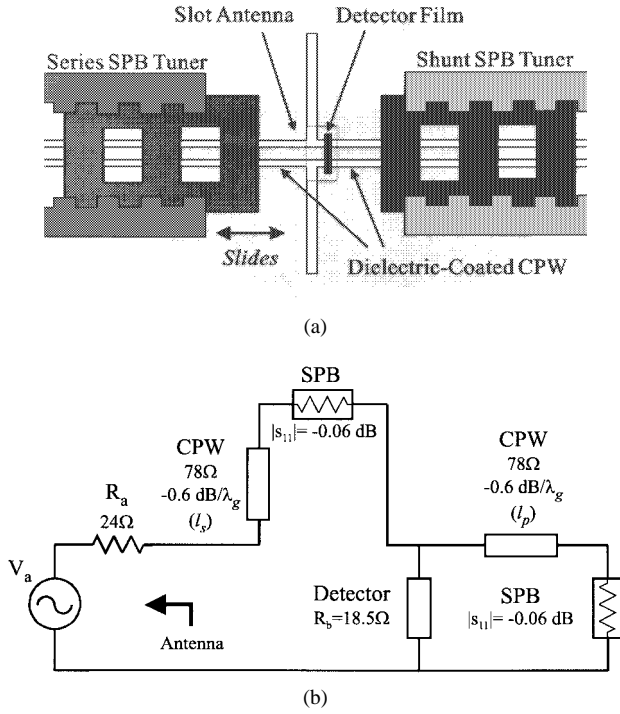 Slot Antenna
Detector Film
Series SPB Tuner
Shunt SPB Tuner
Slides
Dielectric-Coated CPW
(a)
SPB
|s₁₁|= -0.06 dB
CPW
78Ω
-0.6 dB/λg
(lₛ)
CPW
78Ω
-0.6 dB/λg
(lₚ)
Rₐ
24Ω
Vₐ
Antenna
Detector
R_b=18.5Ω
SPB
|s₁₁|= -0.06 dB
(b)